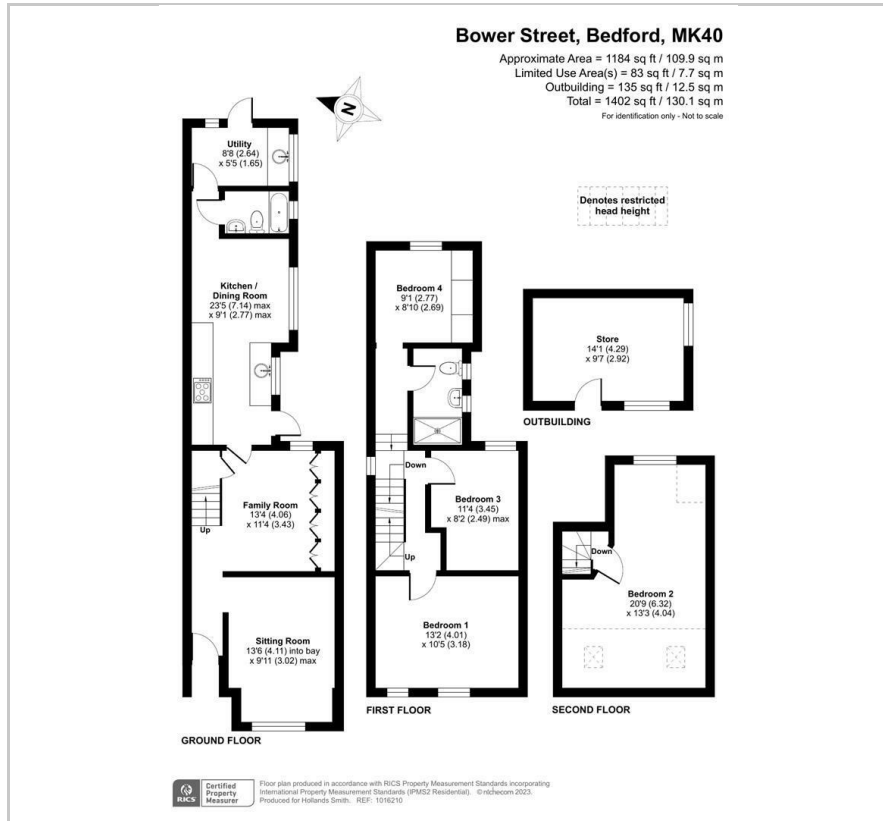 Bower Street, Bedford, MK40
Approximate Area = 1184 sq ft / 109.9 sq m
Limited Use Area(s) = 83 sq ft / 7.7 sq m
Outbuilding = 135 sq ft / 12.5 sq m
Total = 1402 sq ft / 130.1 sq m
For identification only - Not to scale
N
Denotes restricted
head height
Utility
8'8 (2.64)
x 5'5 (1.65)
Kitchen /
Dining Room
23'5 (7.14) max
x 9'1 (2.77) max
Up
Family Room
13'4 (4.06)
x 11'4 (3.43)
Sitting Room
13'6 (4.11) into bay
x 9'11 (3.02) max
GROUND FLOOR
Bedroom 4
9'1 (2.77)
x 8'10 (2.69)
Down
Bedroom 3
11'4 (3.45)
x 8'2 (2.49) max
Up
Bedroom 1
13'2 (4.01)
x 10'5 (3.18)
FIRST FLOOR
Store
14'1 (4.29)
x 9'7 (2.92)
OUTBUILDING
Down
Bedroom 2
20'9 (6.32)
x 13'3 (4.04)
SECOND FLOOR
RICS
Certified
Property
Measurer
Floor plan produced in accordance with RICS Property Measurement Standards incorporating
International Property Measurement Standards (IPMS2 Residential). © nichecom 2023.
Produced for Hollands Smith. REF: 1016210